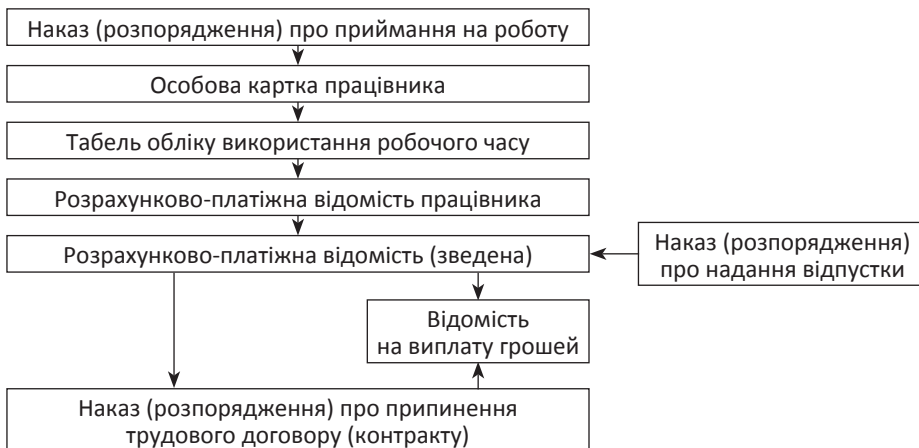 Наказ (розпорядження) про приймання на роботу
Особова картка працівника
Табель обліку використання робочого часу
Розрахунково-платіжна відомість працівника
Розрахунково-платіжна відомість (зведена)
Наказ (розпорядження)
про надання відпустки
Відомість
на виплату грошей
Наказ (розпорядження) про припинення
трудового договору (контракту)